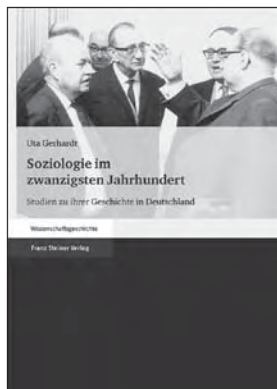 Uta Gerhardt
Soziologie im
zwanzigsten Jahrhundert
Studien zu ihrer Geschichte in Deutschland
Wissenschaftsgeschichte
Franz Steiner Verlag